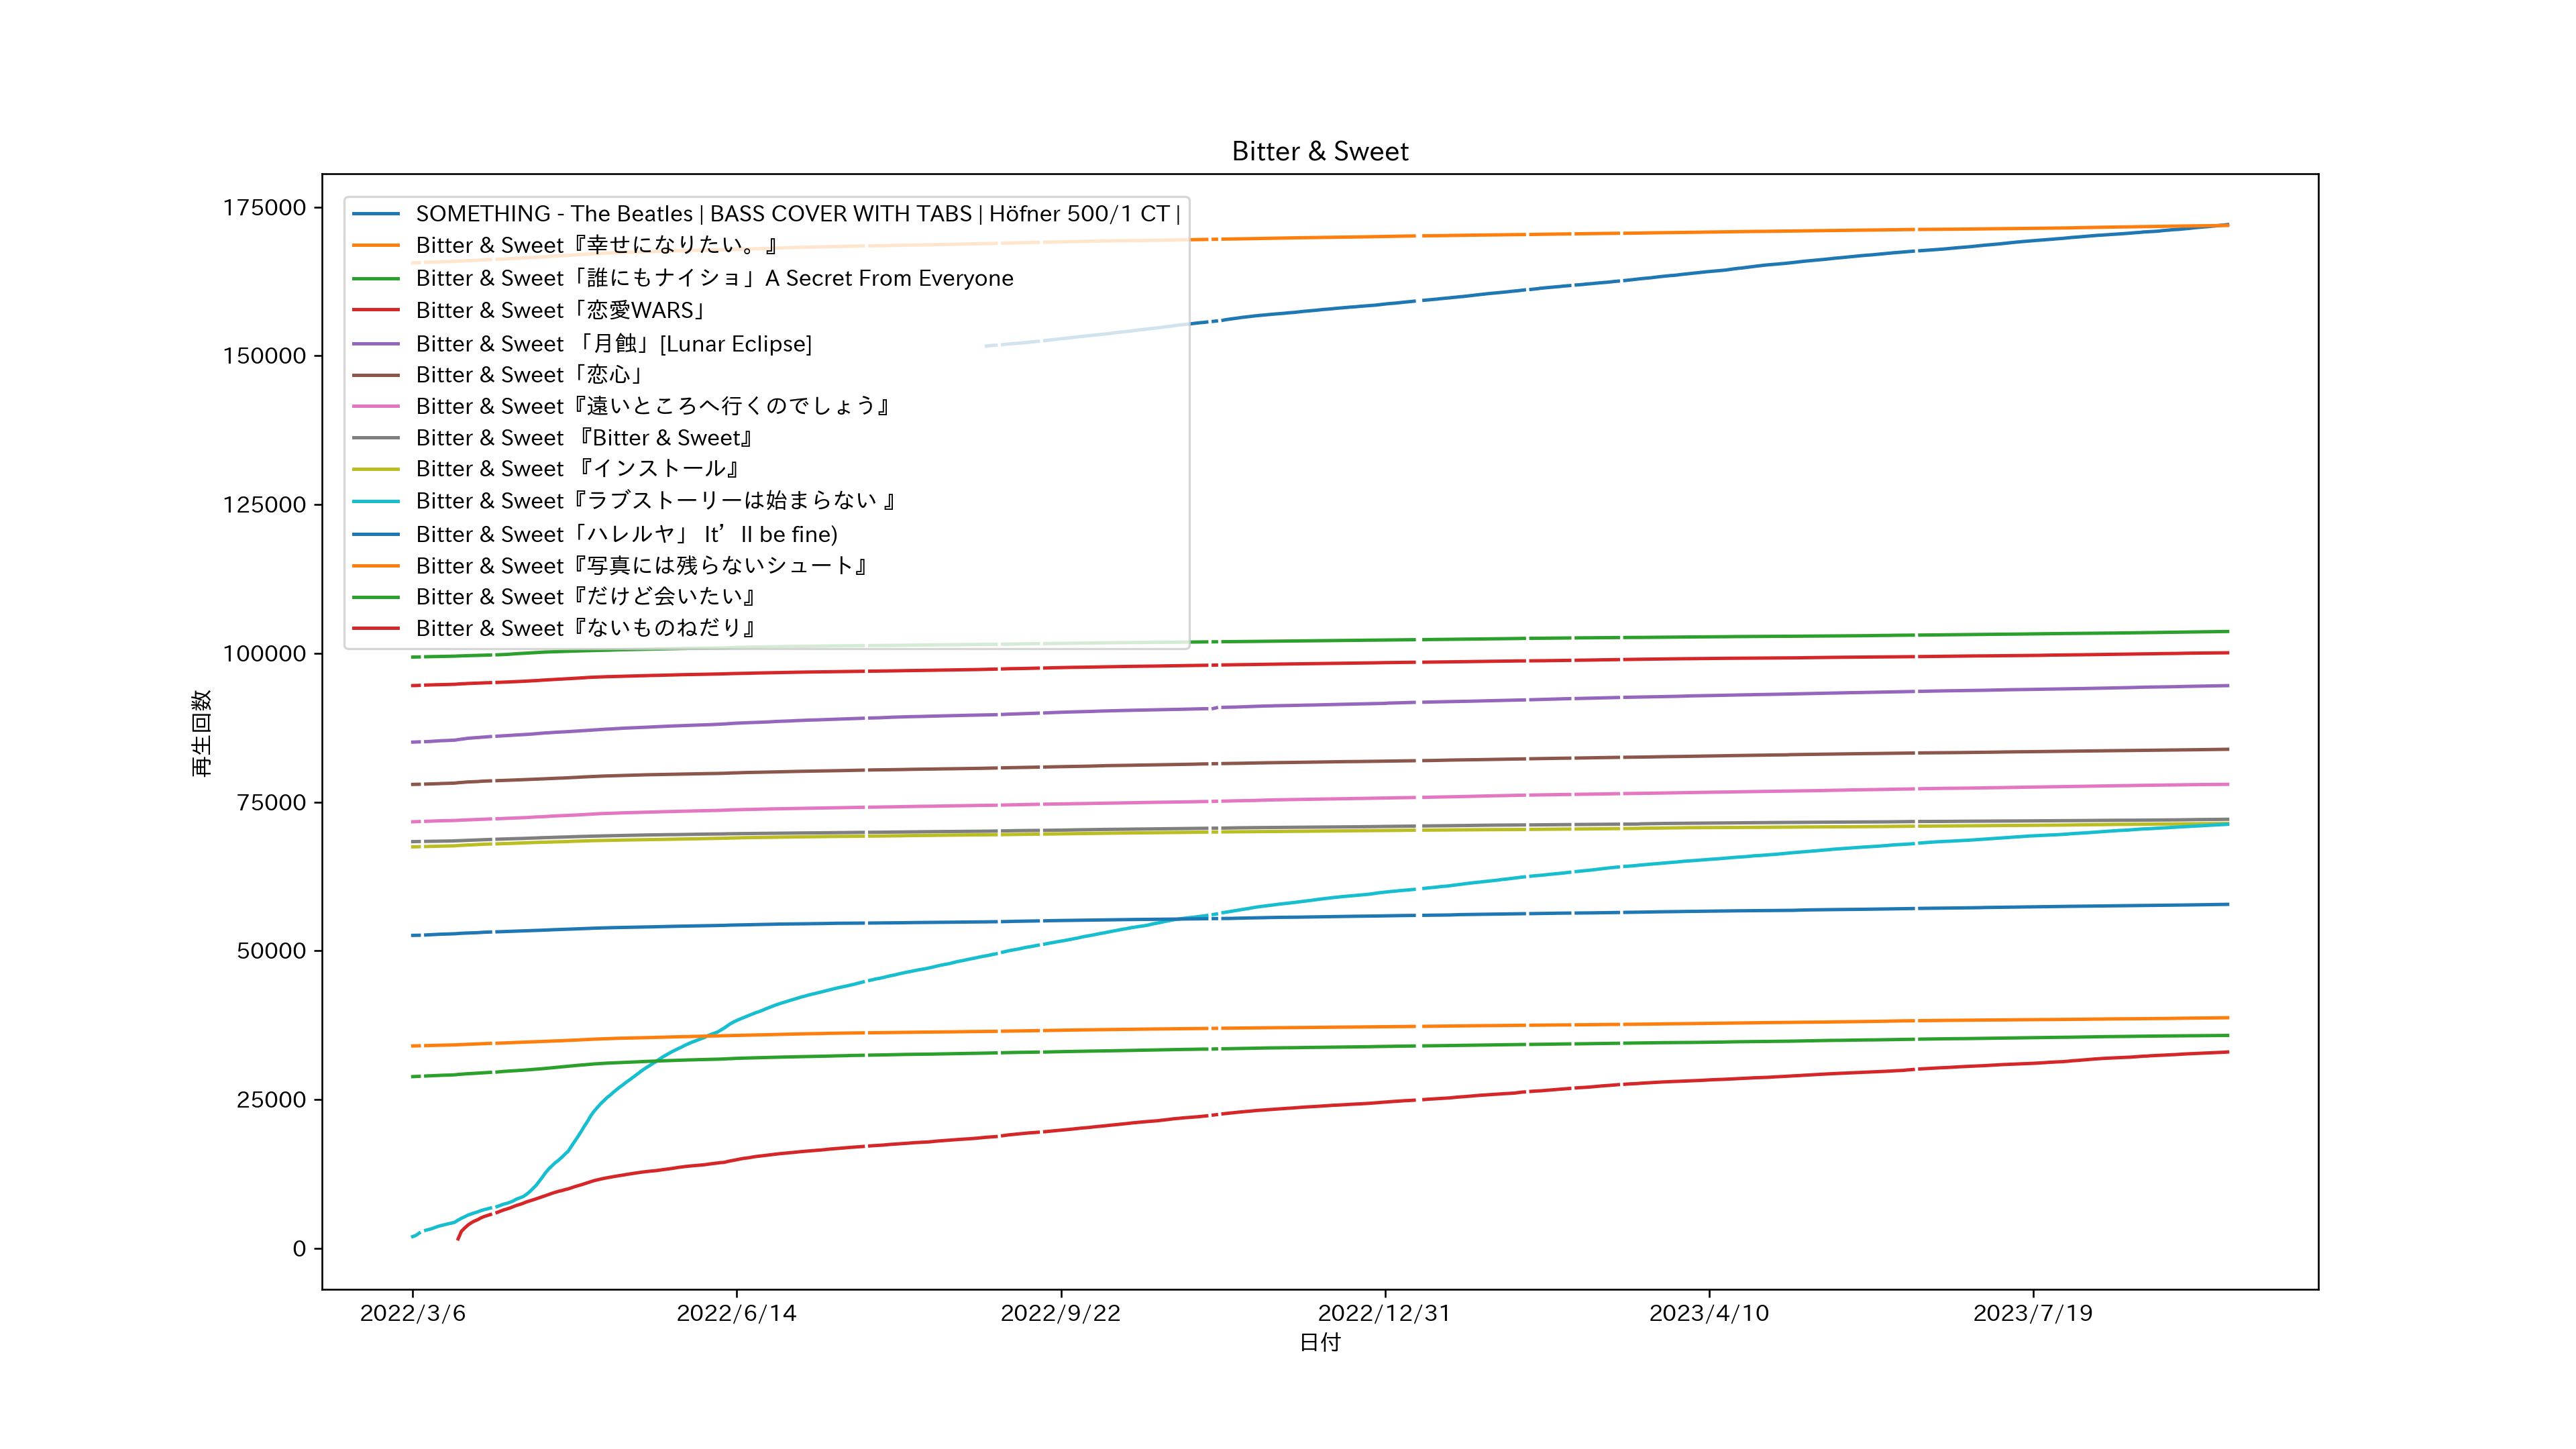 Bitter & Sweet
175000
150000
125000
100000
75000
50000
25000
0
再生回数
SOMETHING - The Beatles | BASS COVER WITH TABS | Höfner 500/1 CT |
Bitter & Sweet『幸せになりたい。』
Bitter & Sweet「誰にもナイショ」A Secret From Everyone
Bitter & Sweet「恋愛WARS」
Bitter & Sweet 「月蝕」[Lunar Eclipse]
Bitter & Sweet「恋心」
Bitter & Sweet『遠いところへ行くのでしょう』
Bitter & Sweet 『Bitter & Sweet』
Bitter & Sweet 『インストール』
Bitter & Sweet『ラブストーリーは始まらない 』
Bitter & Sweet「ハレルヤ」 It’ll be fine)
Bitter & Sweet『写真には残らないシュート』
Bitter & Sweet『だけど会いたい』
Bitter & Sweet『ないものねだり』
2022/3/6
2022/6/14
2022/9/22
2022/12/31
2023/4/10
2023/7/19
日付